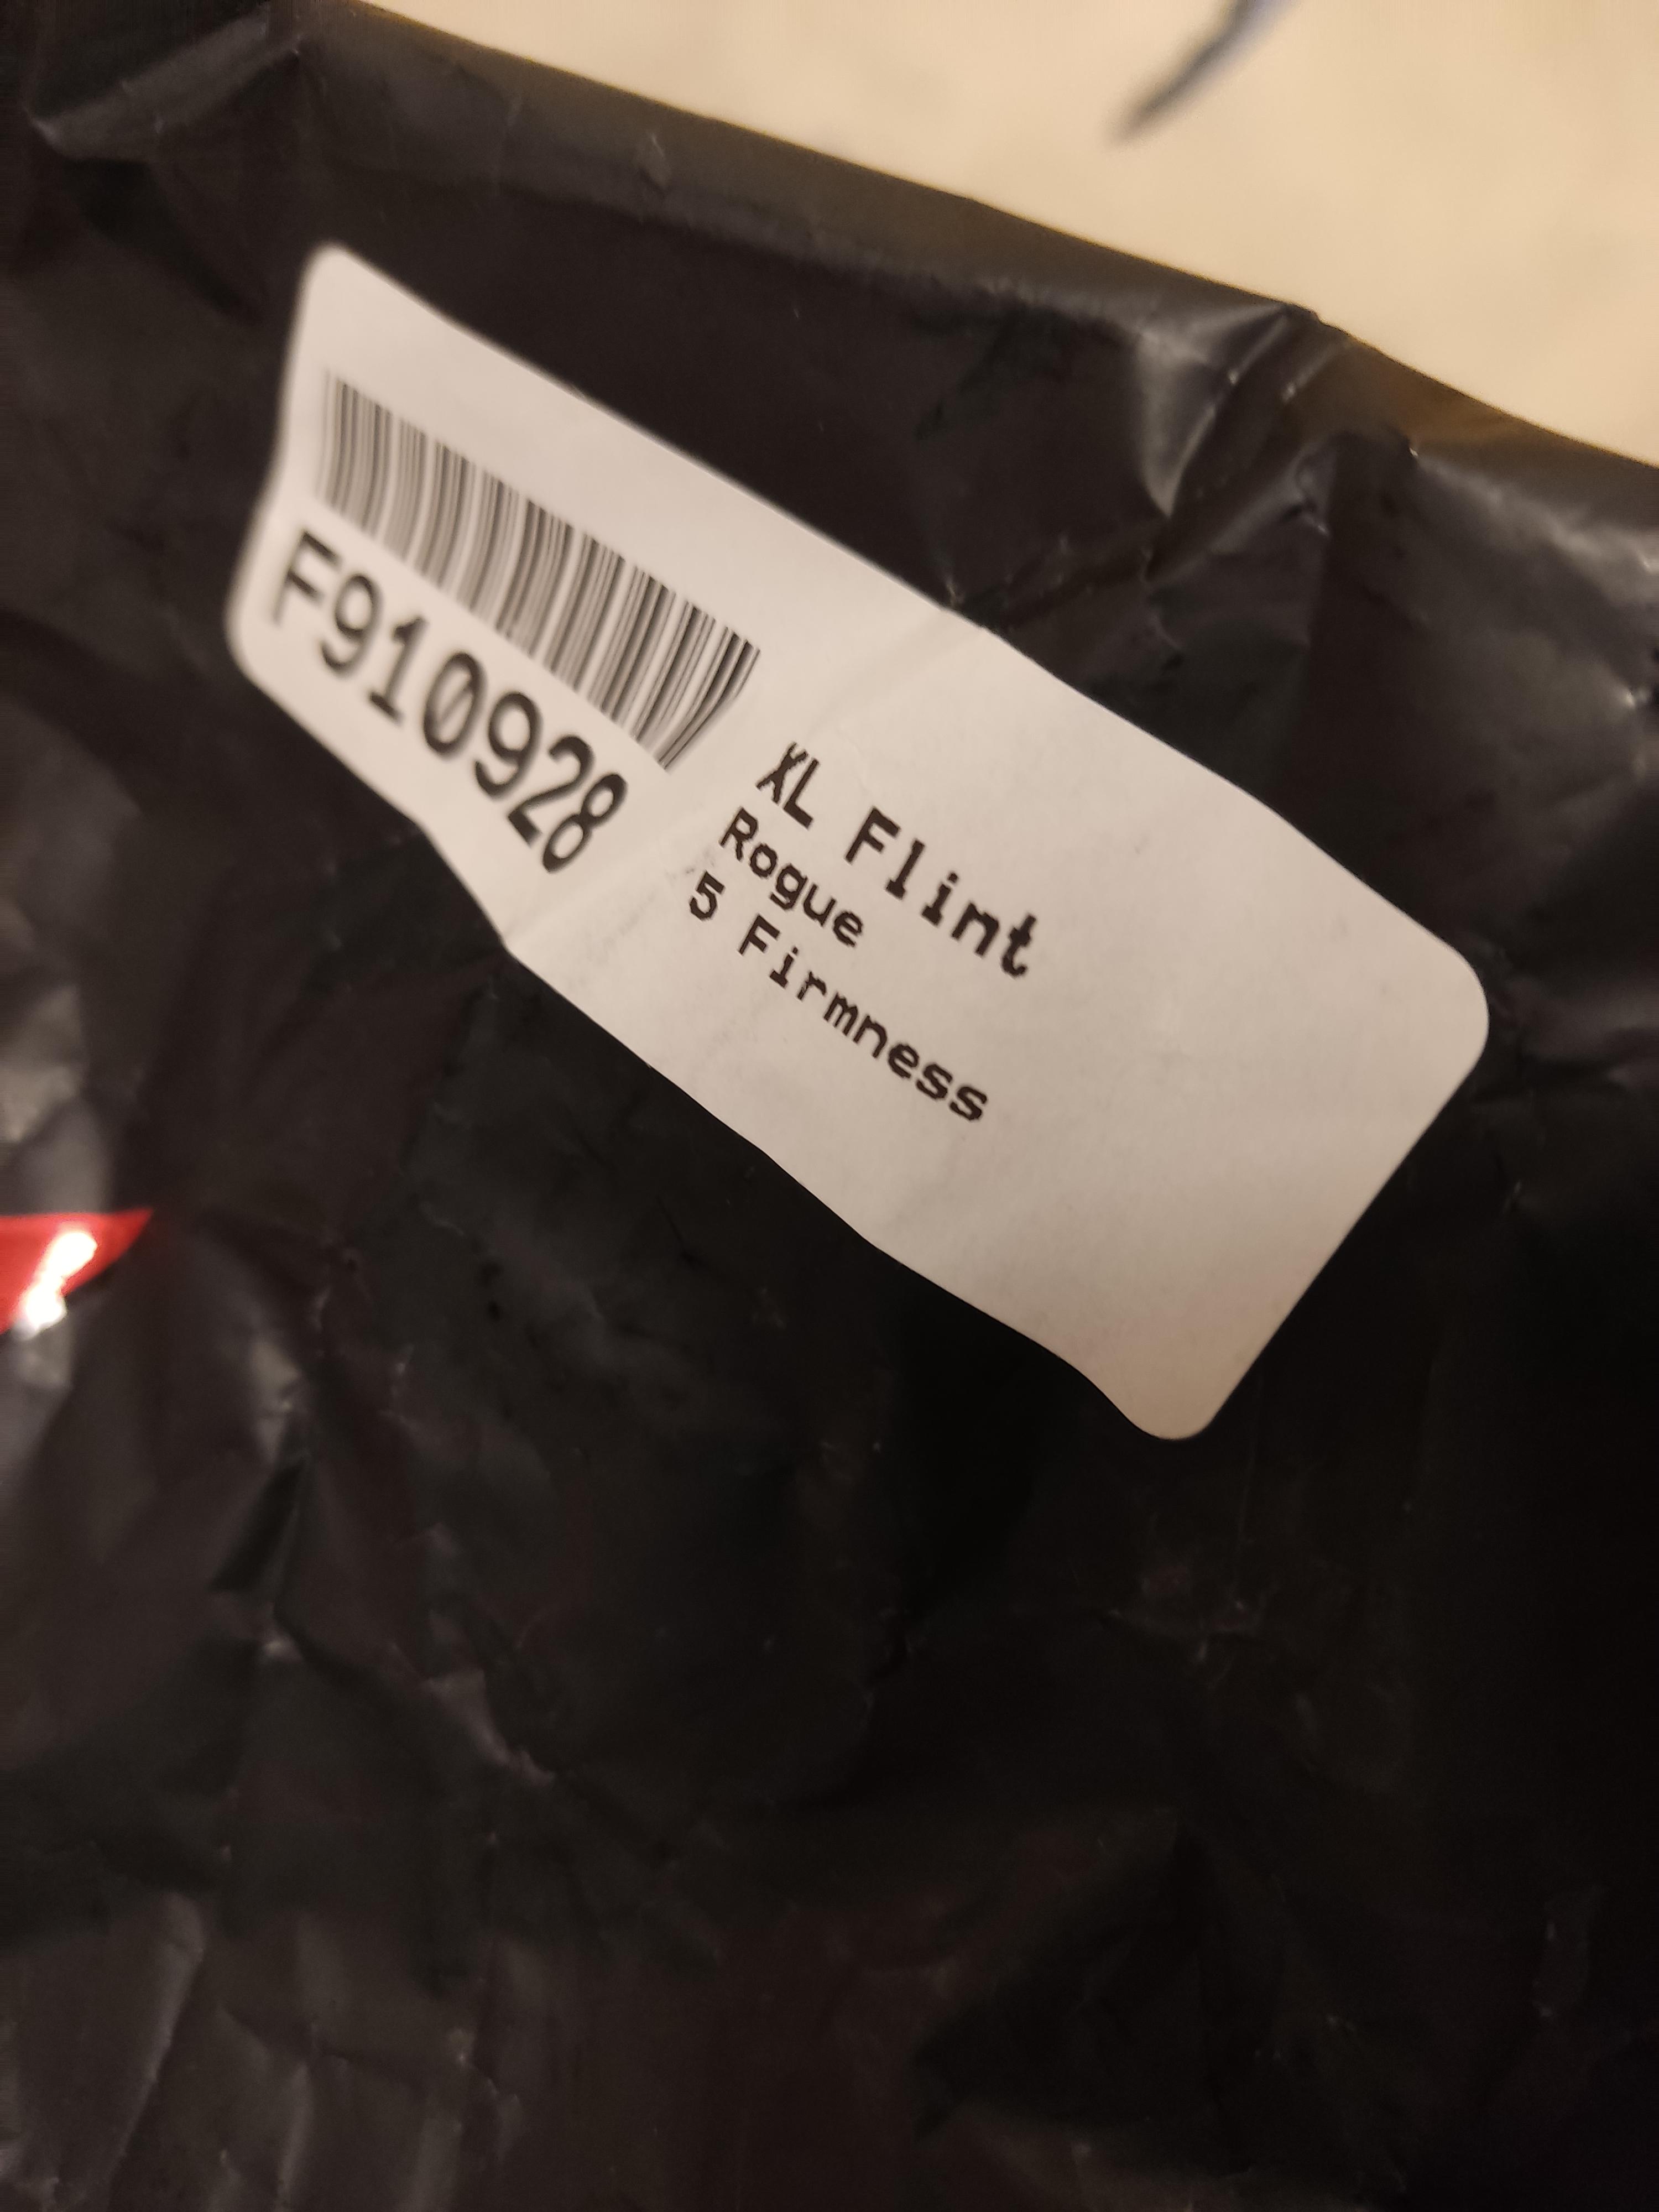 F910928
XL Flint
Rogue
5 Firmness